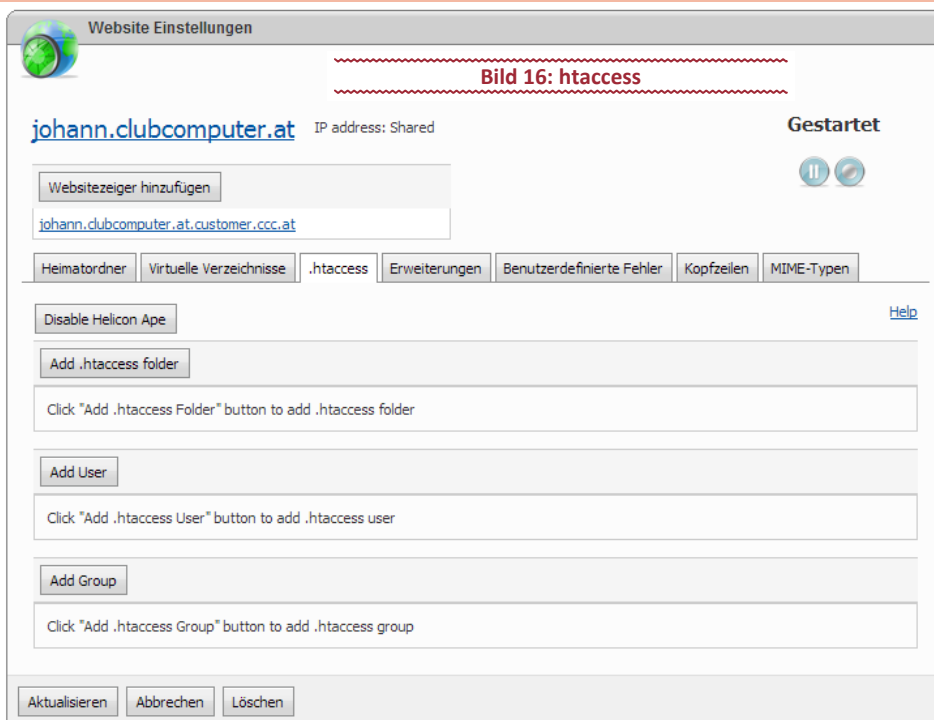 Website Einstellungen
Bild 16: htaccess
johann.clubcomputer.at IP address: Shared Gestartet
Websitezeiger hinzufügen
johann.clubcomputer.at.customer.ccc.at
Heimatordner Virtuelle Verzeichnisse .htaccess Erweiterungen Benutzerdefinierte Fehler Kopfzeilen MIME-Typen
Disable Helicon Ape Help
Add .htaccess folder
Click "Add .htaccess Folder" button to add .htaccess folder
Add User
Click "Add .htaccess User" button to add .htaccess user
Add Group
Click "Add .htaccess Group" button to add .htaccess group
Aktualisieren Abbrechen Löschen